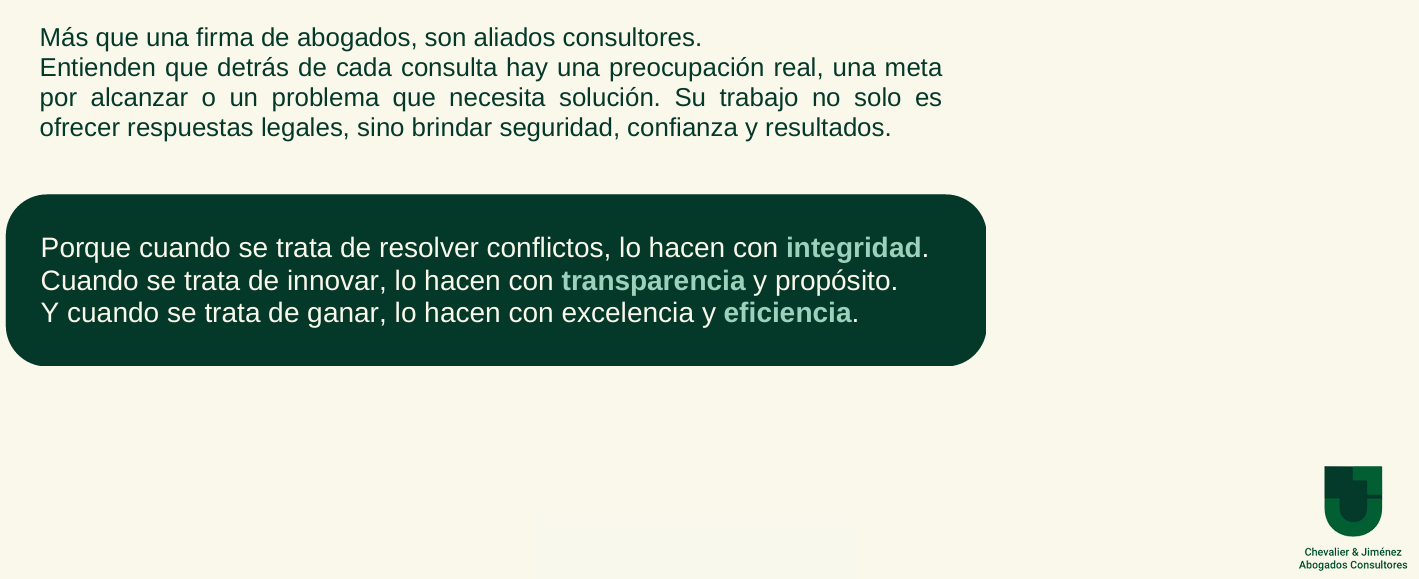 Más que una firma de abogados, son aliados consultores.
Entienden que detrás de cada consulta hay una preocupación real, una meta
por alcanzar o un problema que necesita solución. Su trabajo no solo es
ofrecer respuestas legales, sino brindar seguridad, confianza y resultados.
Porque cuando se trata de resolver conflictos, lo hacen con integridad.
Cuando se trata de innovar, lo hacen con transparencia y propósito.
Y cuando se trata de ganar, lo hacen con excelencia y eficiencia.
Chevalier & Jiménez
Abogados Consultores